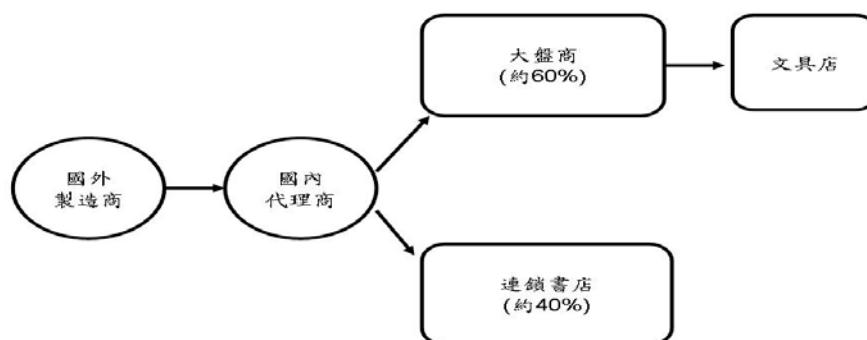 大盤商
(約60%)
文具店
國外
製造商
國內
代理商
連鎖書店
(約40%)